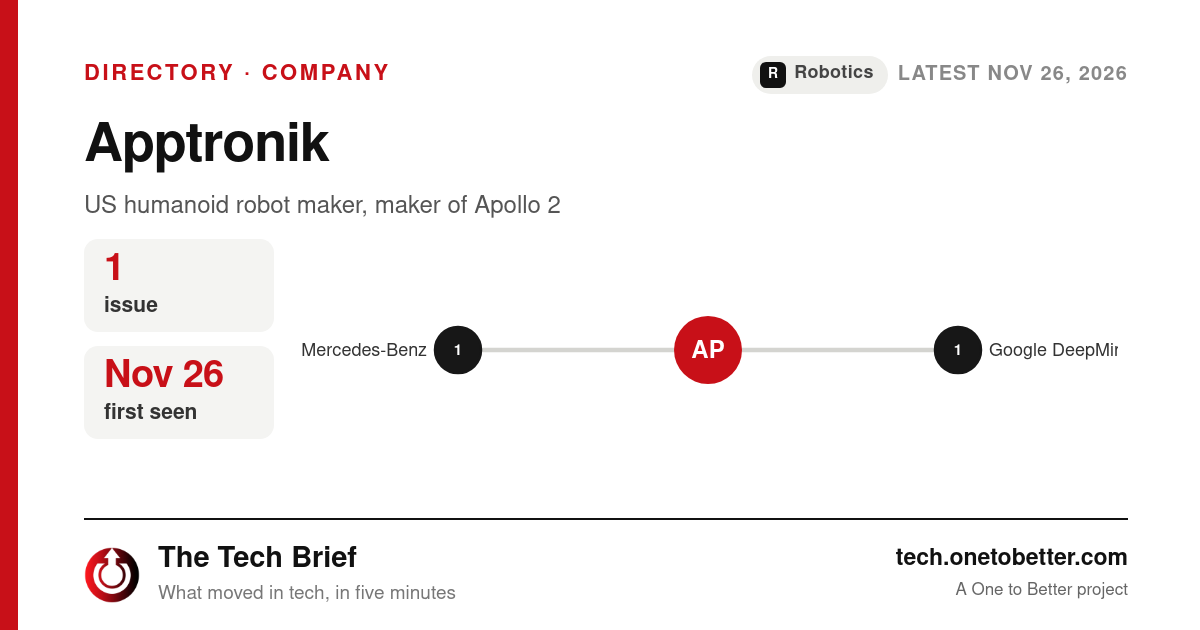 DIRECTORY · COMPANY
R Robotics LATEST NOV 26, 2026
Apptronik
US humanoid robot maker, maker of Apollo 2
1
issue
Nov 26
first seen
Mercedes-Benz 1 AP 1 Google
The Tech Brief
What moved in tech, in five minutes
tech.onetobetter.com
A One to Better project